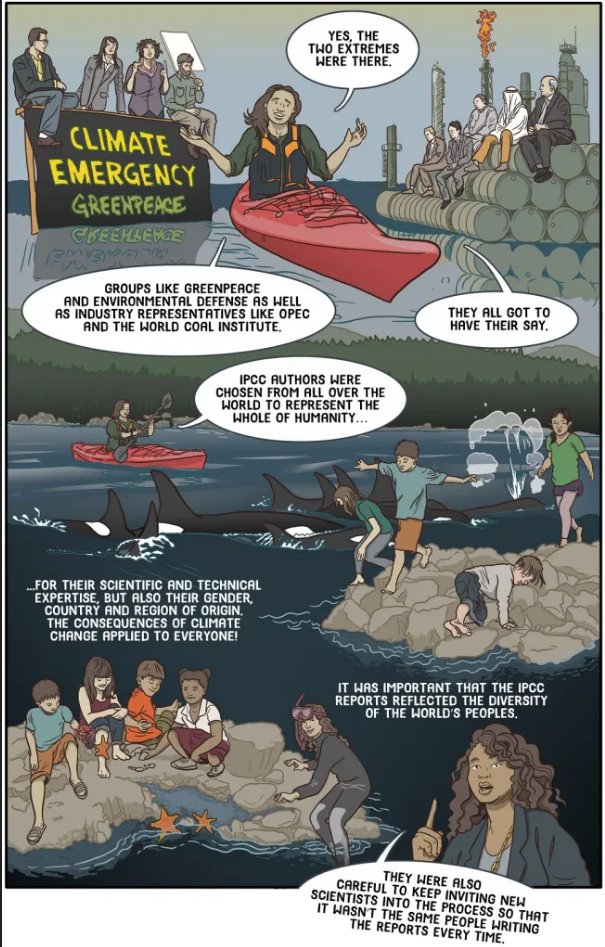 YES, THE
TWO EXTREMES
WERE THERE.
CLIMATE
EMERGENCY
GREENPEACE
GREENPEACE
EMERGENCY
GROUPS LIKE GREENPEACE
AND ENVIRONMENTAL DEFENSE AS WELL
AS INDUSTRY REPRESENTATIVES LIKE OPEC
AND THE WORLD COAL INSTITUTE.
THEY ALL GOT TO
HAVE THEIR SAY.
IPCC AUTHORS WERE
CHOSEN FROM ALL OVER THE
WORLD TO REPRESENT THE
WHOLE OF HUMANITY...
...FOR THEIR SCIENTIFIC AND TECHNICAL
EXPERTISE, BUT ALSO THEIR GENDER,
COUNTRY AND REGION OF ORIGIN.
THE CONSEQUENCES OF CLIMATE
CHANGE APPLIED TO EVERYONE!
IT WAS IMPORTANT THAT THE IPCC
REPORTS REFLECTED THE DIVERSITY
OF THE WORLD'S PEOPLES.
THEY WERE ALSO
CAREFUL TO KEEP INVITING NEW
SCIENTISTS INTO THE PROCESS SO THAT
IT WASN'T THE SAME PEOPLE WRITING
THE REPORTS EVERY TIME.